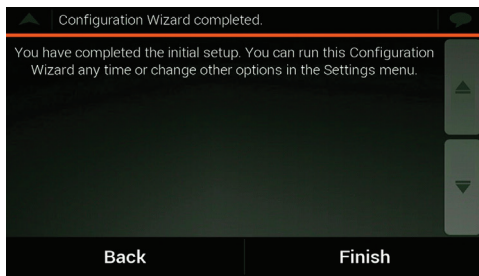 Configuration Wizard completed.
You have completed the initial setup. You can run this Configuration
Wizard any time or change other options in the Settings menu.
Back
Finish